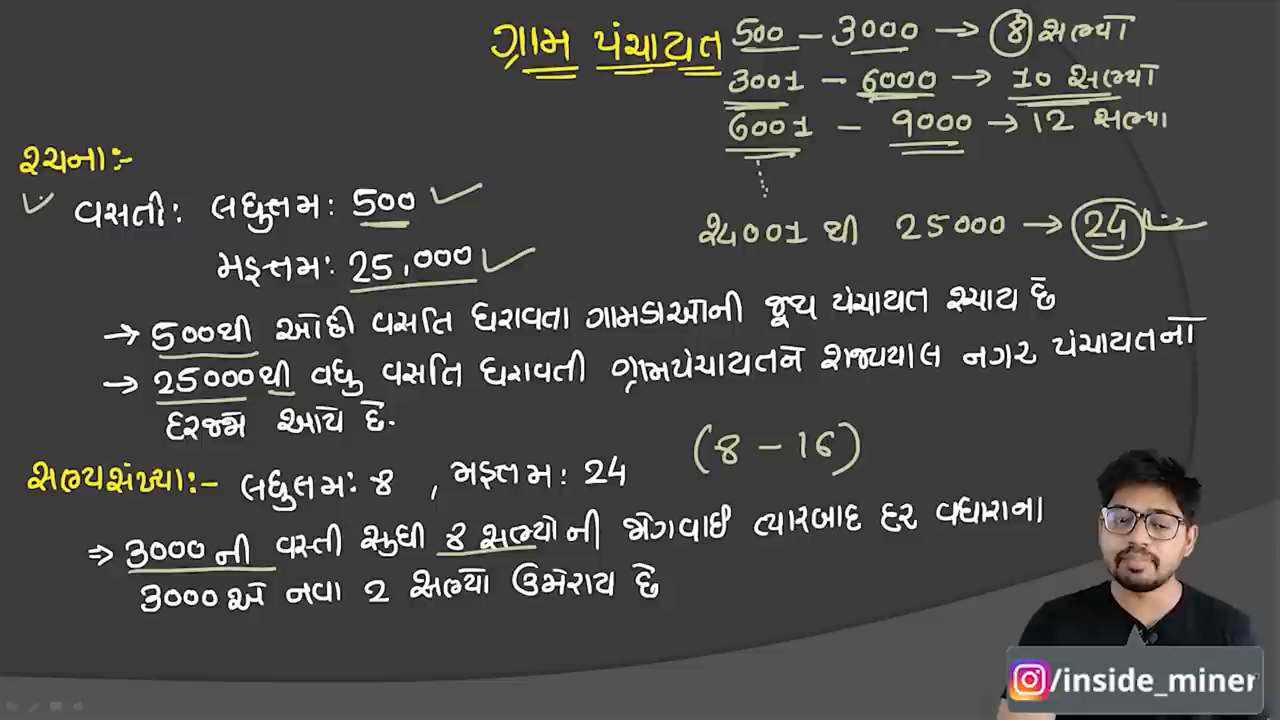 ગ્રામ પંચાયત
500 – 3000 → 8 સભ્યો
3001 – 6000 → 10 સભ્યો
6001 – 9000 → 12 સભ્યો
24001 થી 25000 → 24
રચનાઃ-
વસતીઃ લઘુતમઃ 500
મહત્તમઃ 25,000
→ 500થી ઓછી વસતિ ધરાવતા ગામડાઓની જૂથ પંચાયત રચાય છે
→ 25000થી વધુ વસતિ ધરાવતી ગ્રામપંચાયતને રાજ્યપાલ નગર પંચાયતનો
દરજ્જો આપે છે.
(8 – 16)
સભ્યસંખ્યાઃ- લઘુતમઃ 8 , મહત્તમઃ 24
⇒ 3000 ની વસ્તી સુધી 8 સભ્યોની જોગવાઈ ત્યારબાદ દર વધારાના
3000એ નવા 2 સભ્યો ઉમેરાય છે
/inside_miner